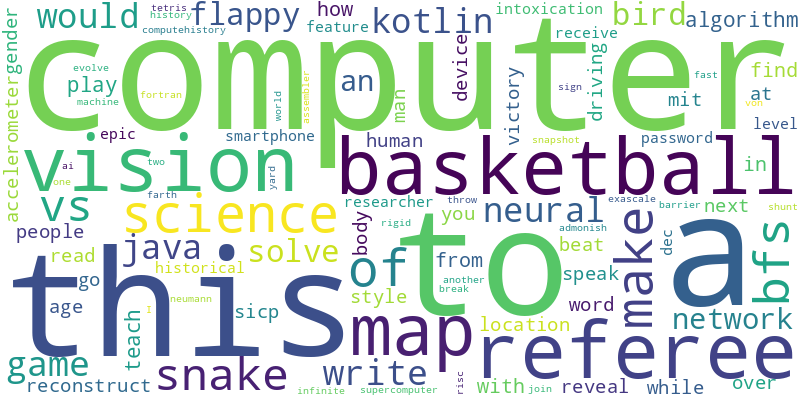 tetris
would
history
flappy
how
kotlin
intoxication
bird
algorithm
computehistory
feature
receive
gender
computer
evolve
play
fortran
machine
world
assembler
an
man
device
victory
driving
sign
fast
find
mit
at
von
level
accelerometer
epic
smartphone
human
snapshot
password
vision
ai
two
one
yard
basketball
in
farth
researcher
throw
exascale
barrier
next
shunt
vs
science
body
rigid
you
neural
admonish
people
java
solve
beat
dec
bfs
read
this
of
to
a
make
from
another
break
speak
go
historical
style
word
age
neumann
I
sicp
map
location
network
teach
referee
game
reconstruct
snake
write
infinite
supercomputer
risc
with
join
reveal
while
over